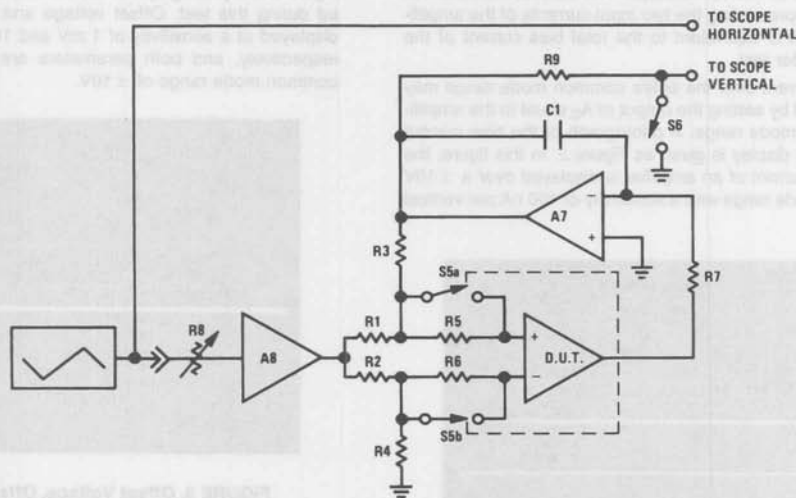 TO SCOPE
HORIZONTAL
R9
TO SCOPE
VERTICAL
C1
S6
A7
−
+
R3
S5a
R7
R8
A8
R1
R5
+
D.U.T.
R2
R6
−
R4
S5b